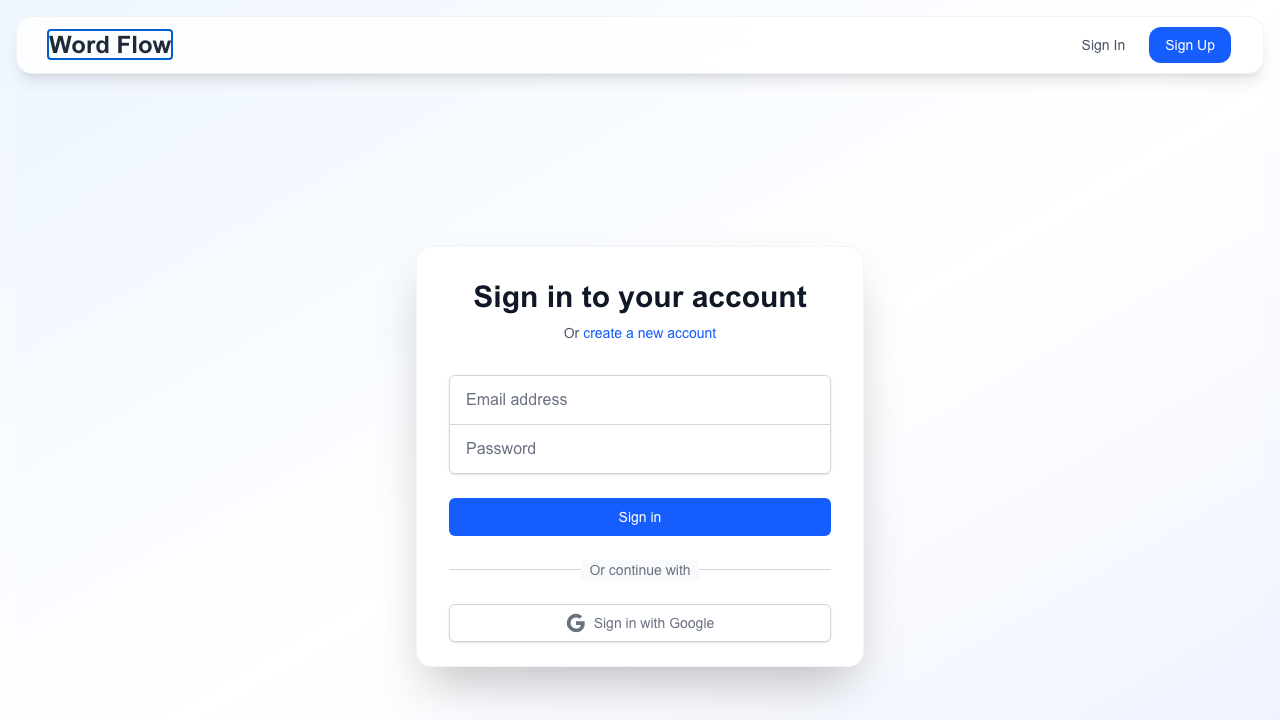 Word Flow
Sign In
Sign Up
Sign in to your account
Or create a new account
Email address
Password
Sign in
Or continue with
Sign in with Google